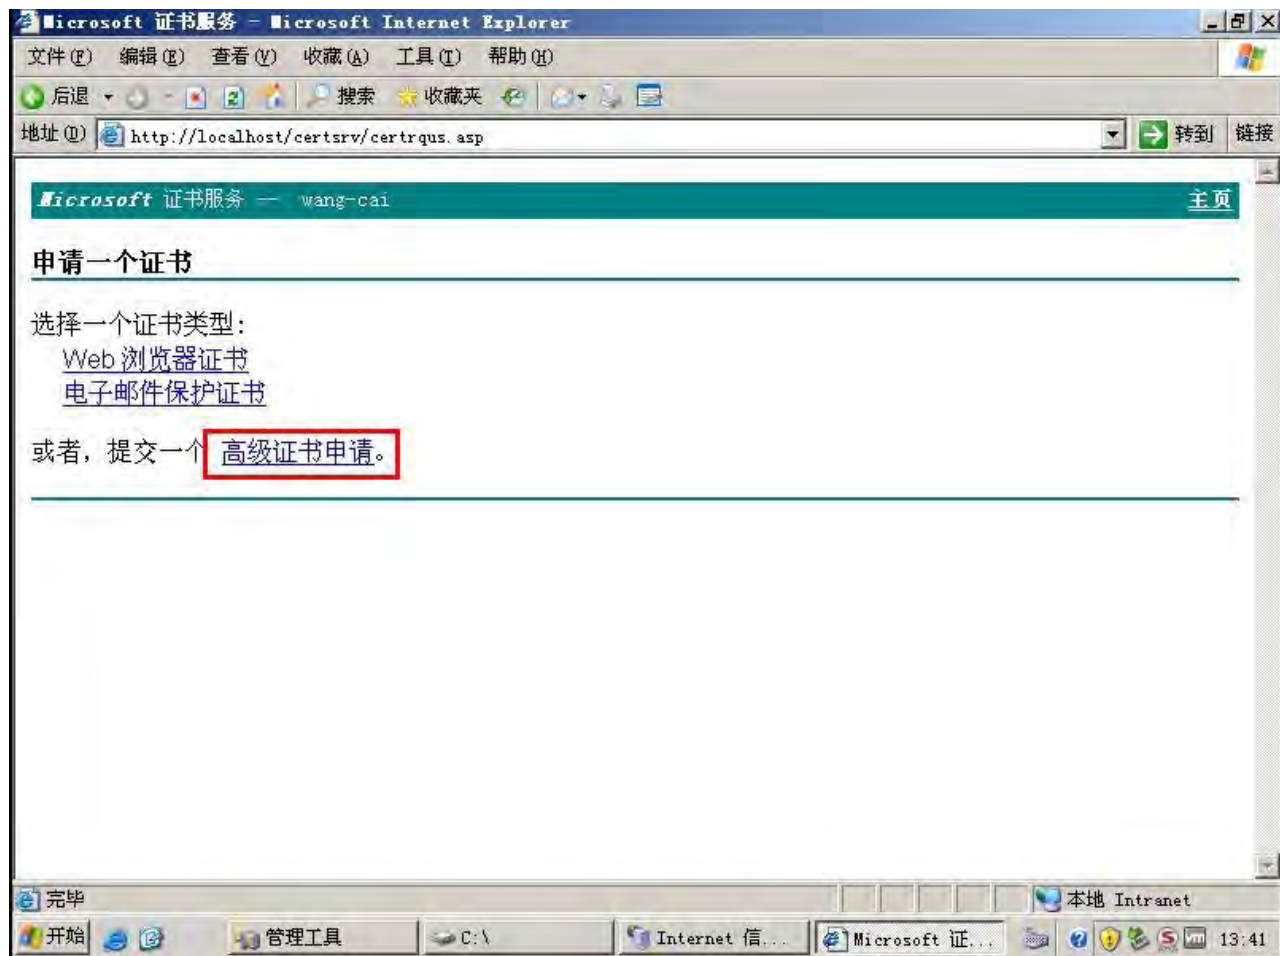 Microsoft 证书服务 - Microsoft Internet Explorer
文件(F) 编辑(E) 查看(V) 收藏(A) 工具(T) 帮助(H)
后退 搜索 收藏夹
地址(D) http://localhost/certsrv/certrqus.asp 转到 链接
Microsoft 证书服务 -- wang-cai 主页
申请一个证书
选择一个证书类型:
Web 浏览器证书
电子邮件保护证书
或者，提交一个 高级证书申请。
完毕 本地 Intranet
开始 管理工具 C:\ Internet 信... Microsoft 证... 13:41